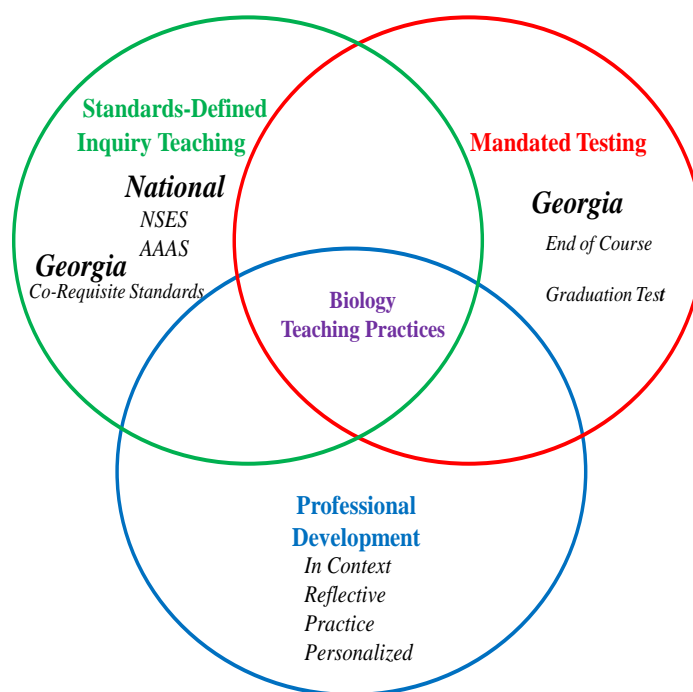 Standards-Defined
Inquiry Teaching
National
NSES
AAAS
Georgia
Co-Requisite Standards
Mandated Testing
Georgia
End of Course
Graduation Test
Biology
Teaching Practices
Professional
Development
In Context
Reflective
Practice
Personalized